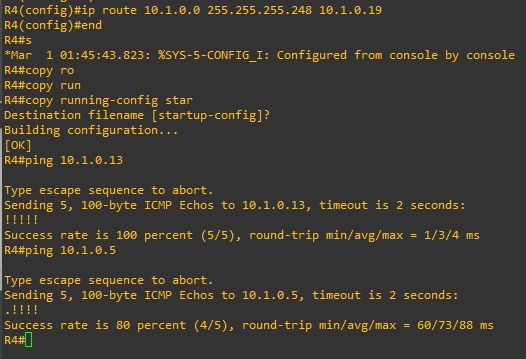 R4(config)#ip route 10.1.0.0 255.255.255.248 10.1.0.19
R4(config)#end
R4#s
*Mar  1 01:45:43.823: %SYS-5-CONFIG_I: Configured from console by console
R4#copy ro
R4#copy run
R4#copy running-config star
Destination filename [startup-config]?
Building configuration...
[OK]
R4#ping 10.1.0.13
Type escape sequence to abort.
Sending 5, 100-byte ICMP Echos to 10.1.0.13, timeout is 2 seconds:
!!!!!
Success rate is 100 percent (5/5), round-trip min/avg/max = 1/3/4 ms
R4#ping 10.1.0.5
Type escape sequence to abort.
Sending 5, 100-byte ICMP Echos to 10.1.0.5, timeout is 2 seconds:
.!!!!
Success rate is 80 percent (4/5), round-trip min/avg/max = 60/73/88 ms
R4#